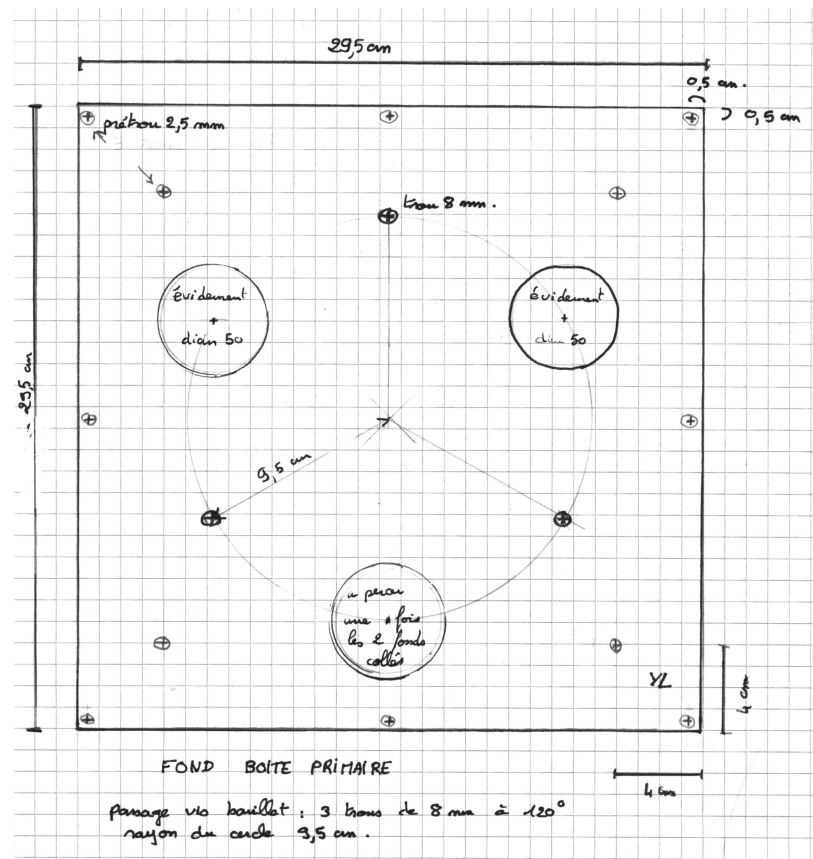 29,5 cm
0,5 cm.
0,5 cm
prétrou 2,5 mm
trou 8 mm.
évidement
diam 50
évidement
diam 50
29,5 cm
9,5 cm
a percer
une fois
les 2 fonds
collés
YL
4 cm
4 cm
FOND BOITE PRIMAIRE
passage vis barillet : 3 trous de 8 mm à 120°
rayon du cercle 9,5 cm.